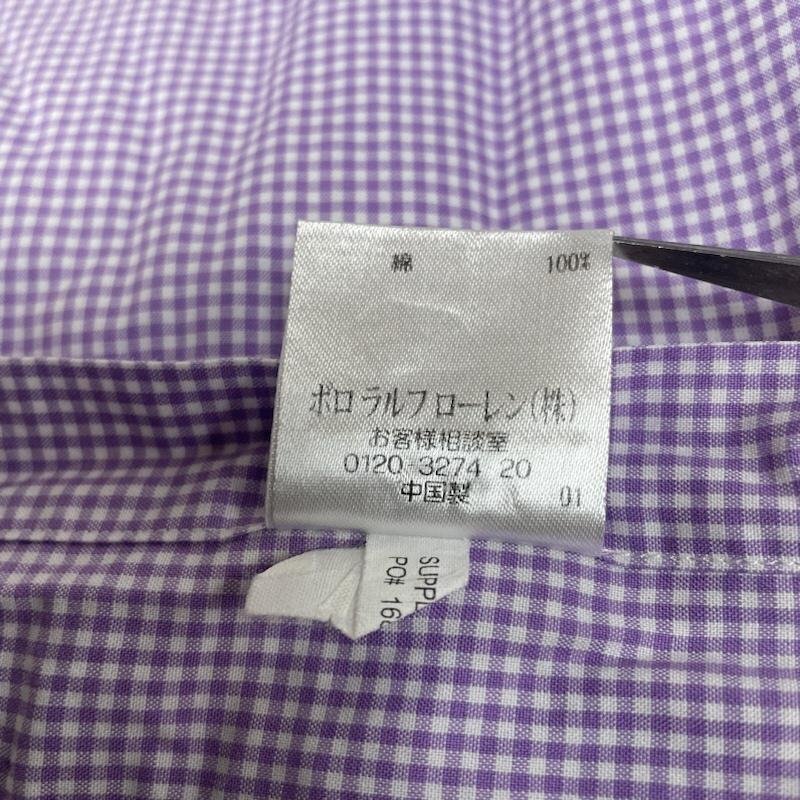 綿 100%
ポロ ラルフ ローレン(株)
お客様相談室
0120 3274 20
中国製 01
SUPPL
PO# 168